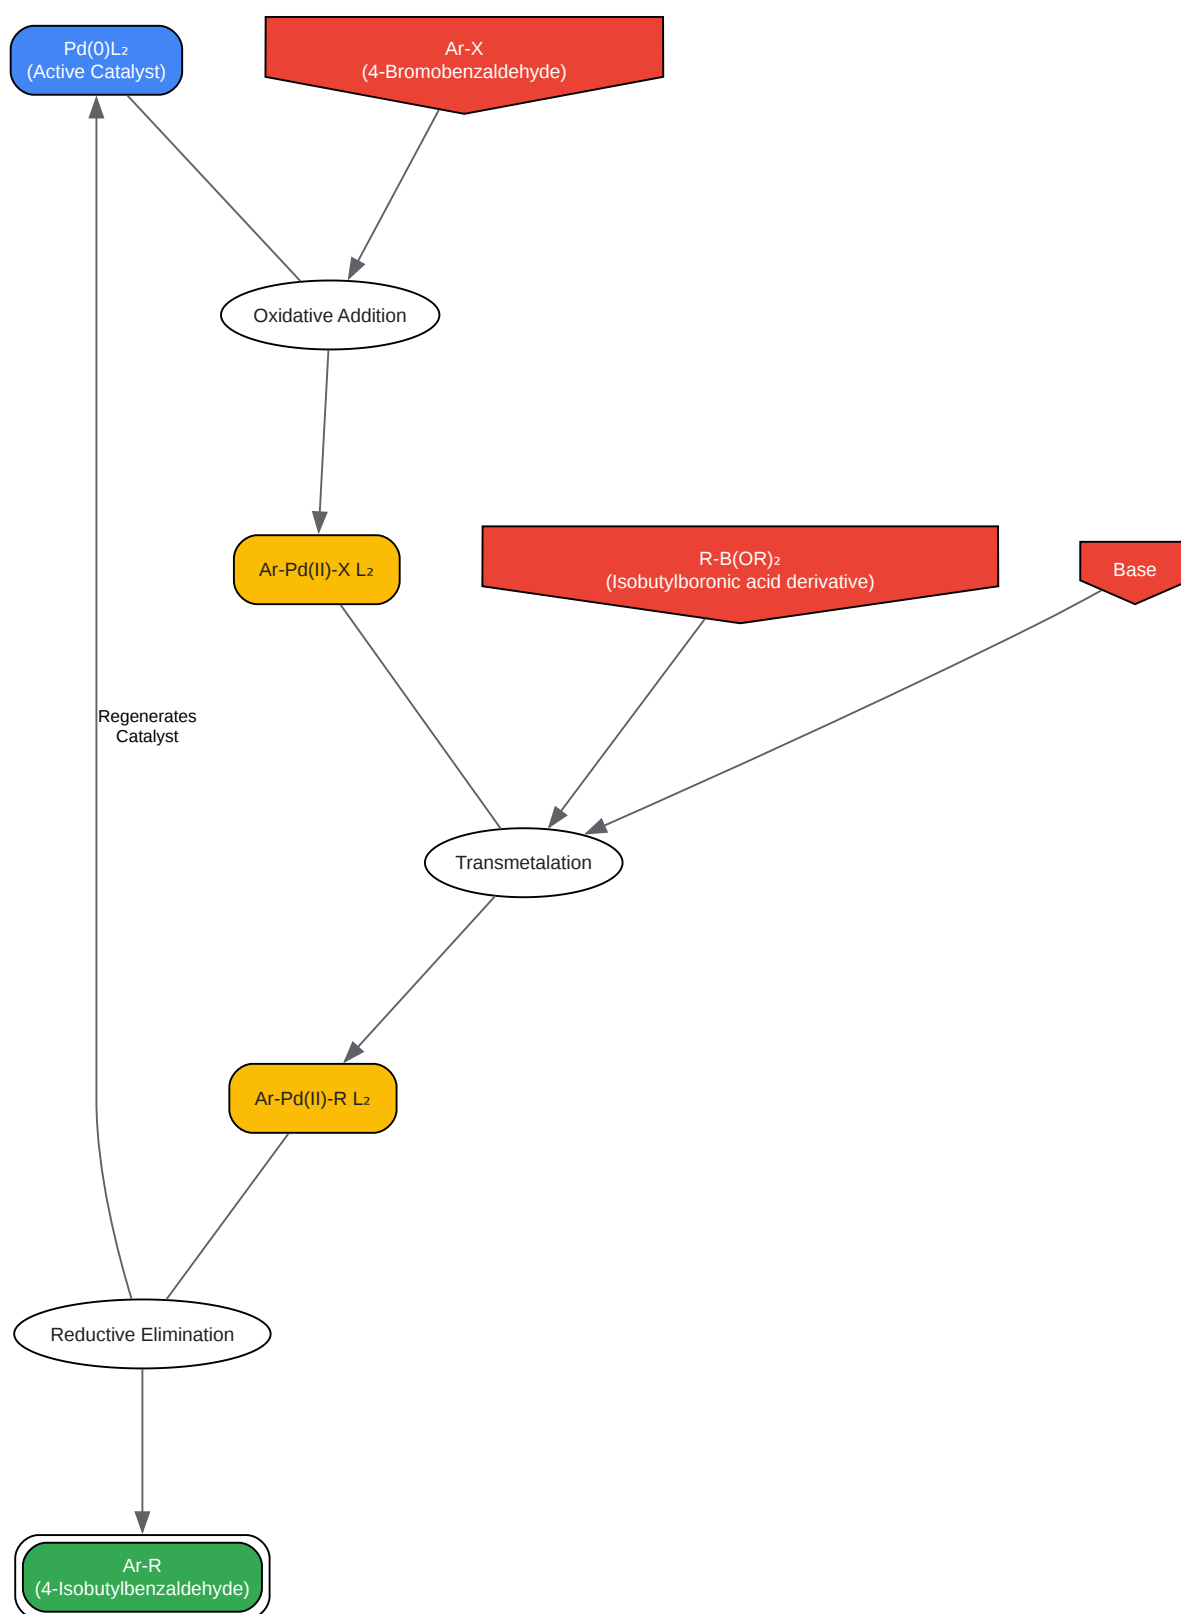 Pd(0)L₂
(Active Catalyst)
Ar-X
(4-Bromobenzaldehyde)
Oxidative Addition
Ar-Pd(II)-X L₂
R-B(OR)₂
(Isobutylboronic acid derivative)
Base
Regenerates
Catalyst
Transmetalation
Ar-Pd(II)-R L₂
Reductive Elimination
Ar-R
(4-Isobutylbenzaldehyde)